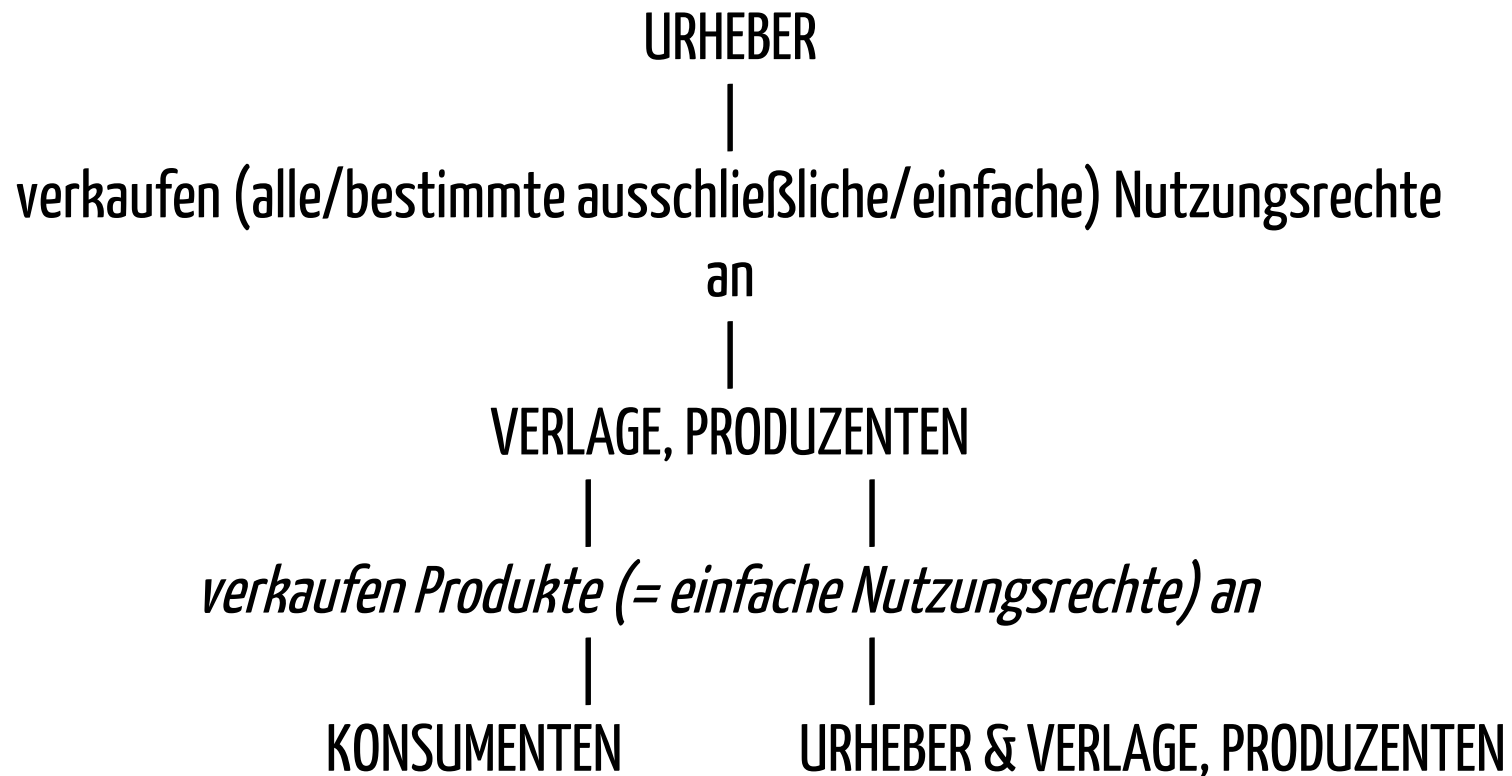 URHEBER
verkaufen (alle/bestimmte ausschließliche/einfache) Nutzungsrechte
an
VERLAGE, PRODUZENTEN
verkaufen Produkte (= einfache Nutzungsrechte) an
KONSUMENTEN URHEBER & VERLAGE, PRODUZENTEN